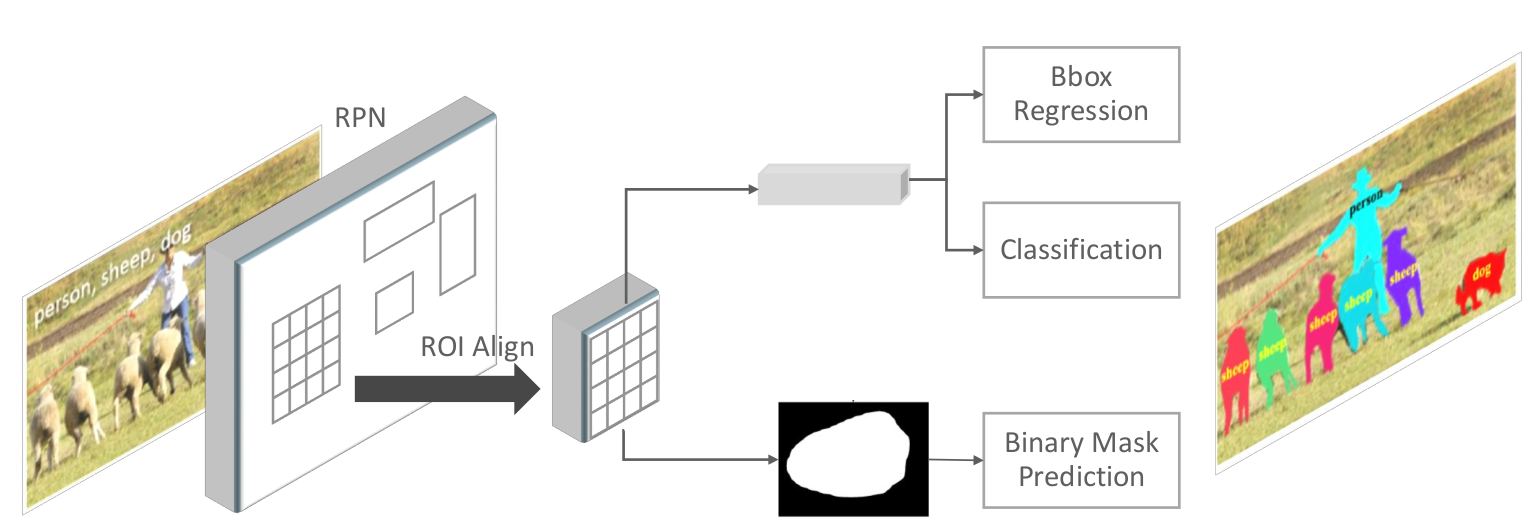 RPN
person, sheep, dog
ROI Align
Bbox
Regression
Classification
Binary Mask
Prediction
person
sheep
sheep
sheep
sheep
sheep
dog